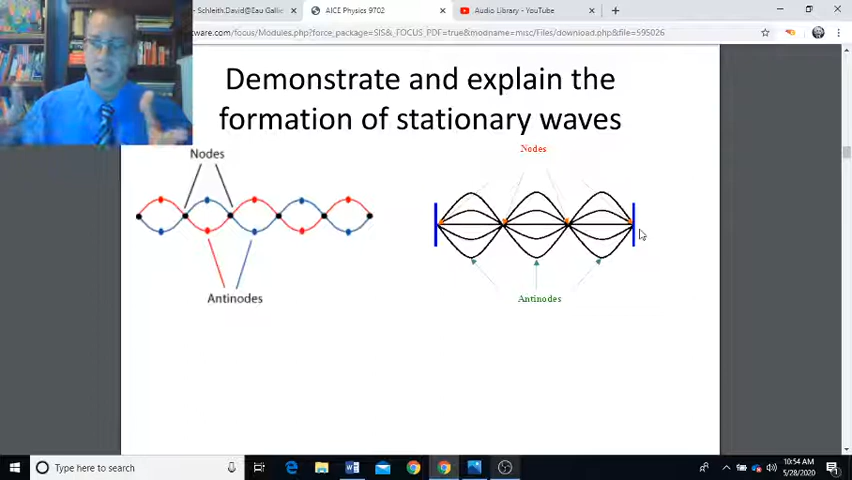 - Schleith.David@Eau Galli
AICE Physics 9702
Audio Library - YouTube
tware.com/focus/Modules.php?force_package=SIS&_FOCUS_PDF=true&modname=misc/Files/download.php&file=595026
Demonstrate and explain the
formation of stationary waves
Nodes
Nodes
Antinodes
Antinodes
Type here to search
10:54 AM
5/28/2020